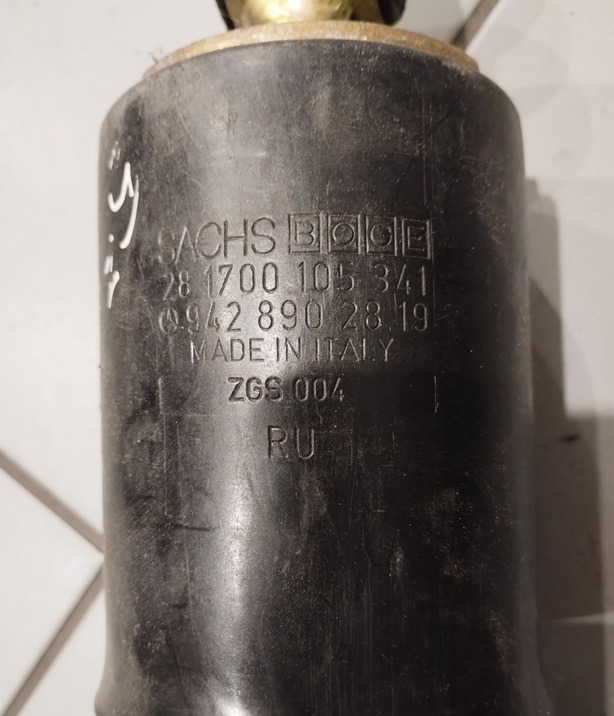 SACHS BOGE
28 1700 105 341
942 890 28 19
MADE IN ITALY
ZGS 004
RU